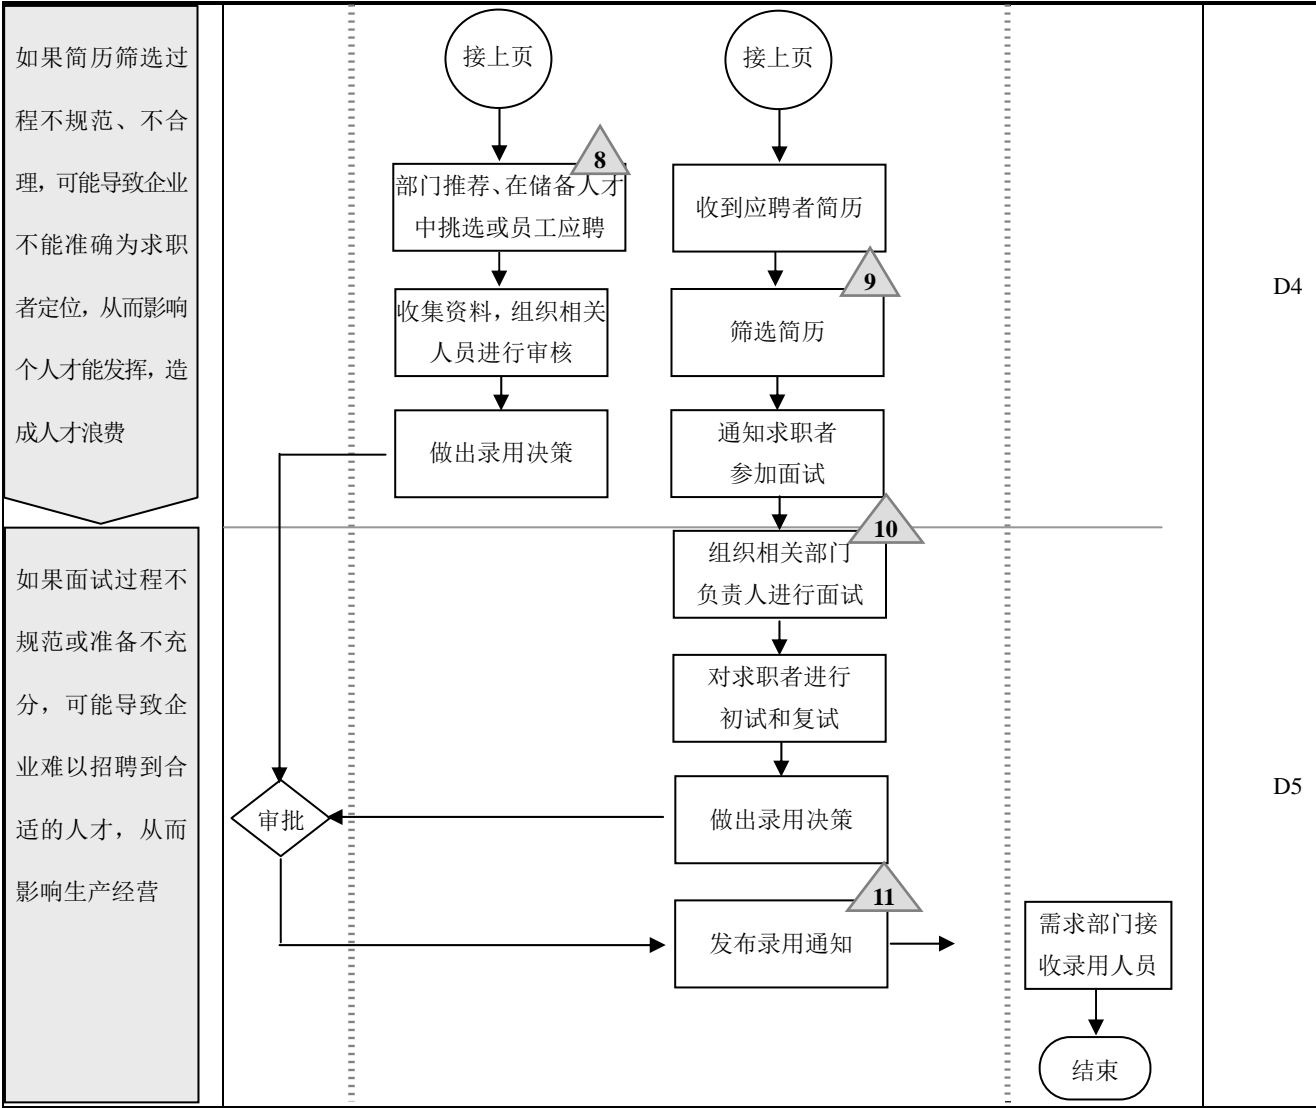 如果简历筛选过
程不规范、不合
理，可能导致企业
不能准确为求职
者定位，从而影响
个人才能发挥，造
成人才浪费
如果面试过程不
规范或准备不充
分，可能导致企
业难以招聘到合
适的人才，从而
影响生产经营
接上页
8
部门推荐、在储备人才
中挑选或员工应聘
收集资料，组织相关
人员进行审核
做出录用决策
接上页
收到应聘者简历
9
筛选简历
通知求职者
参加面试
10
组织相关部门
负责人进行面试
对求职者进行
初试和复试
做出录用决策
审批
11
发布录用通知
需求部门接
收录用人员
结束
D4
D5